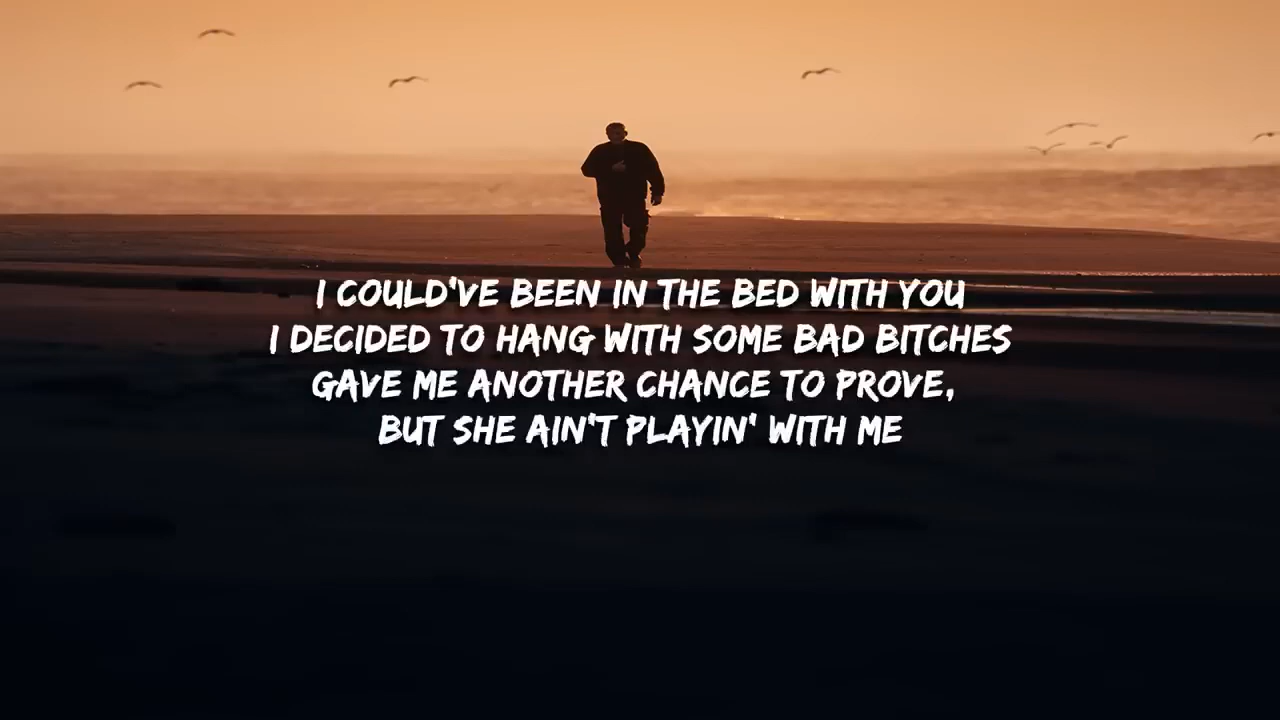 I COULD'VE BEEN IN THE BED WITH YOU
I DECIDED TO HANG WITH SOME BAD BITCHES
GAVE ME ANOTHER CHANCE TO PROVE,
BUT SHE AIN'T PLAYIN' WITH ME